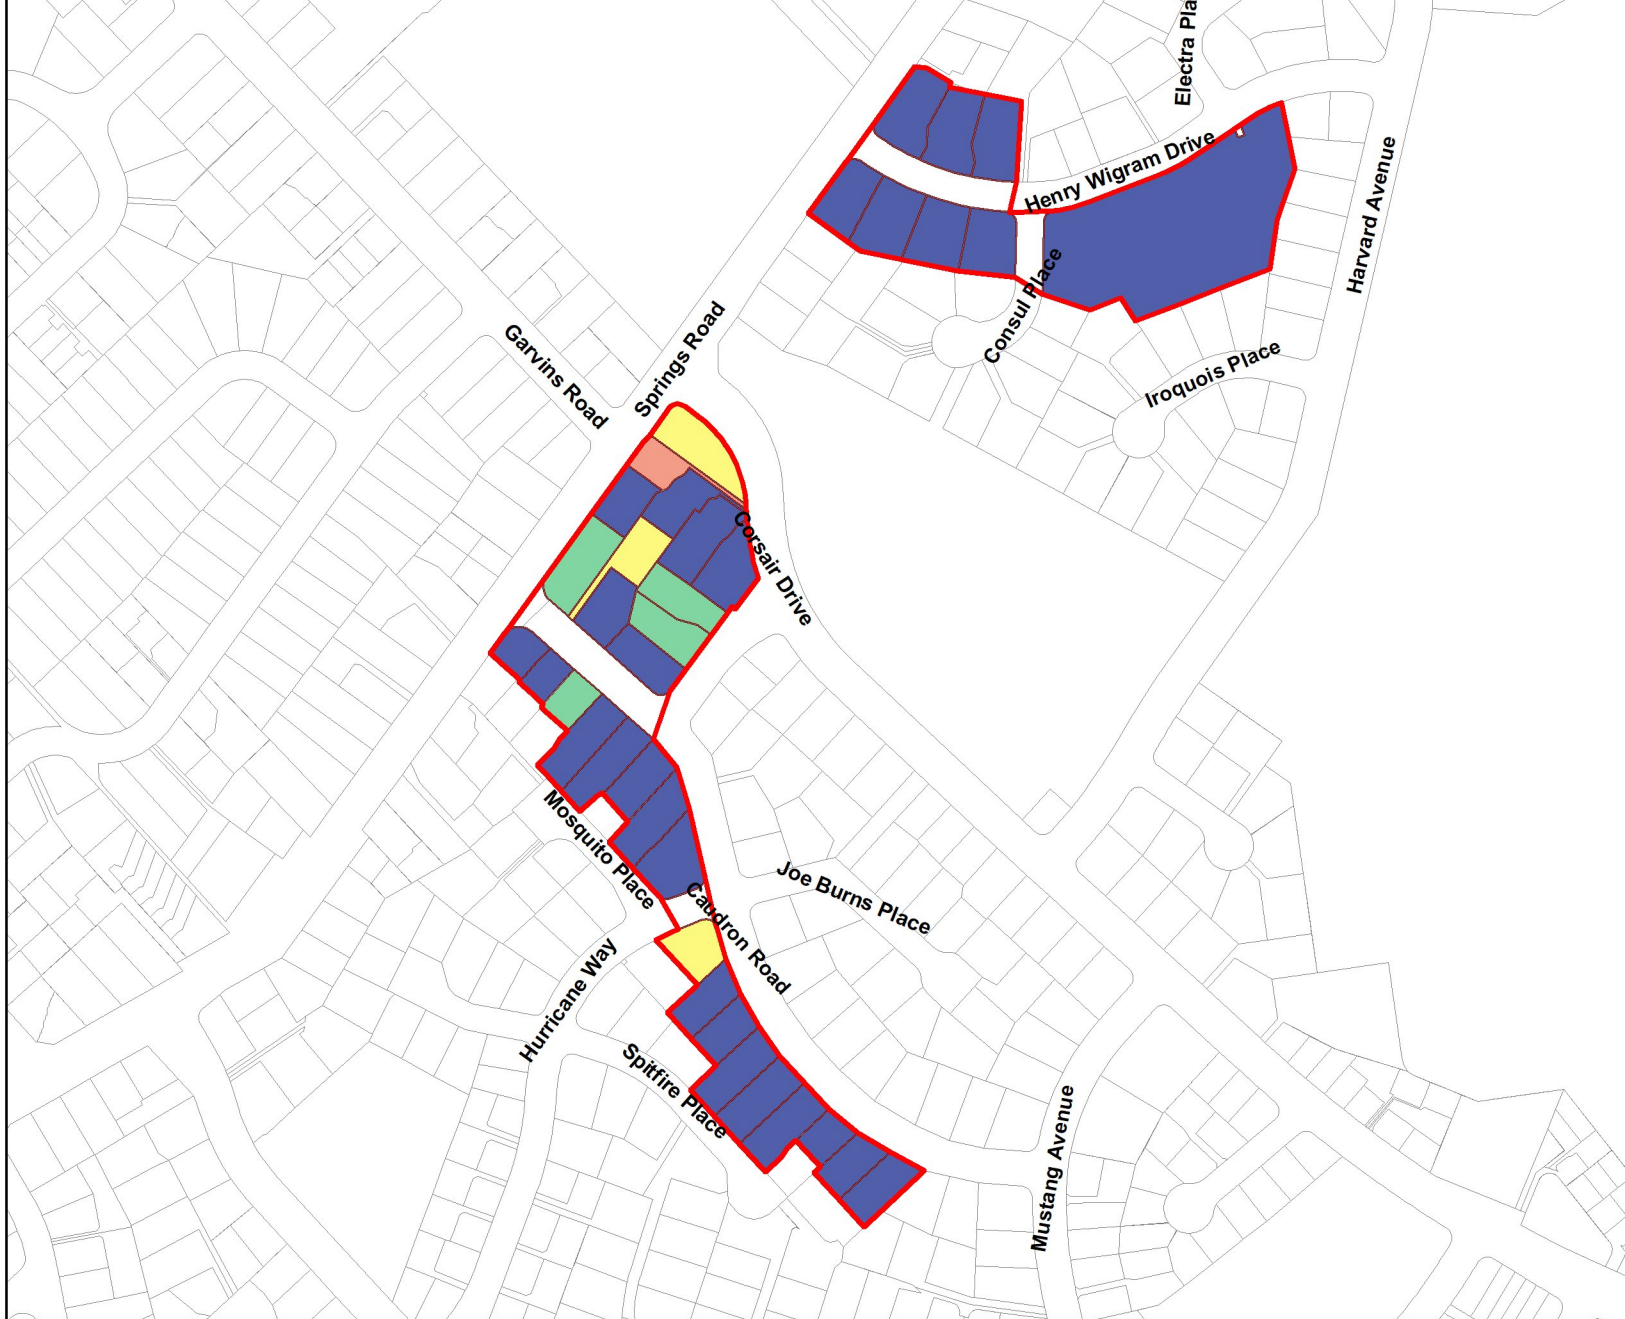 Electra Pla
Henry Wigram Drive
Harvard Avenue
Consul Place
Springs Road
Garvins Road
Iroquois Place
Corsair Drive
Mosquito Place
Joe Burns Place
Caudron Road
Hurricane Way
Spitfire Place
Mustang Avenue